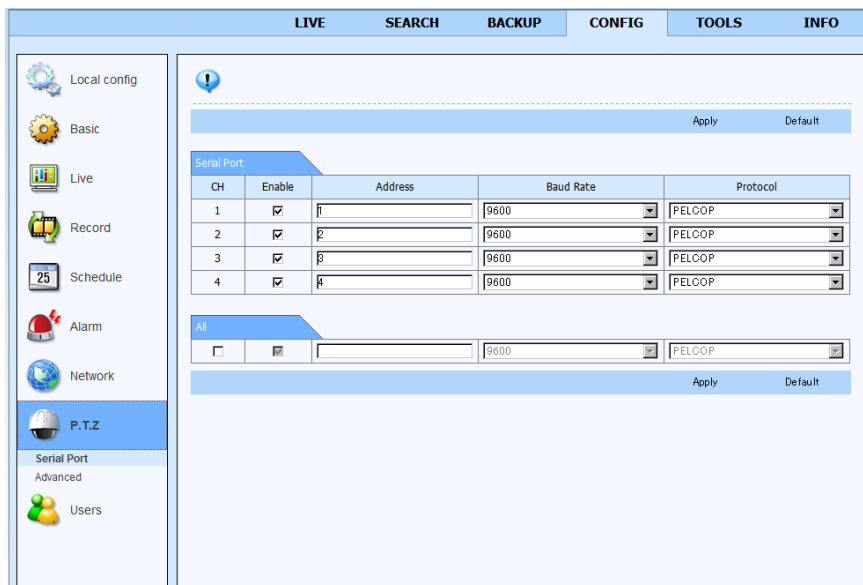 LIVE SEARCH BACKUP CONFIG TOOLS INFO
Local config
Basic
Live
Record
25 Schedule
Alarm
Network
P.T.Z
Serial Port
Advanced
Users
Apply Default
Serial Port
CH Enable Address Baud Rate Protocol
1 1 9600 PELCOP
2 2 9600 PELCOP
3 3 9600 PELCOP
4 4 9600 PELCOP
All
9600 PELCOP
Apply Default